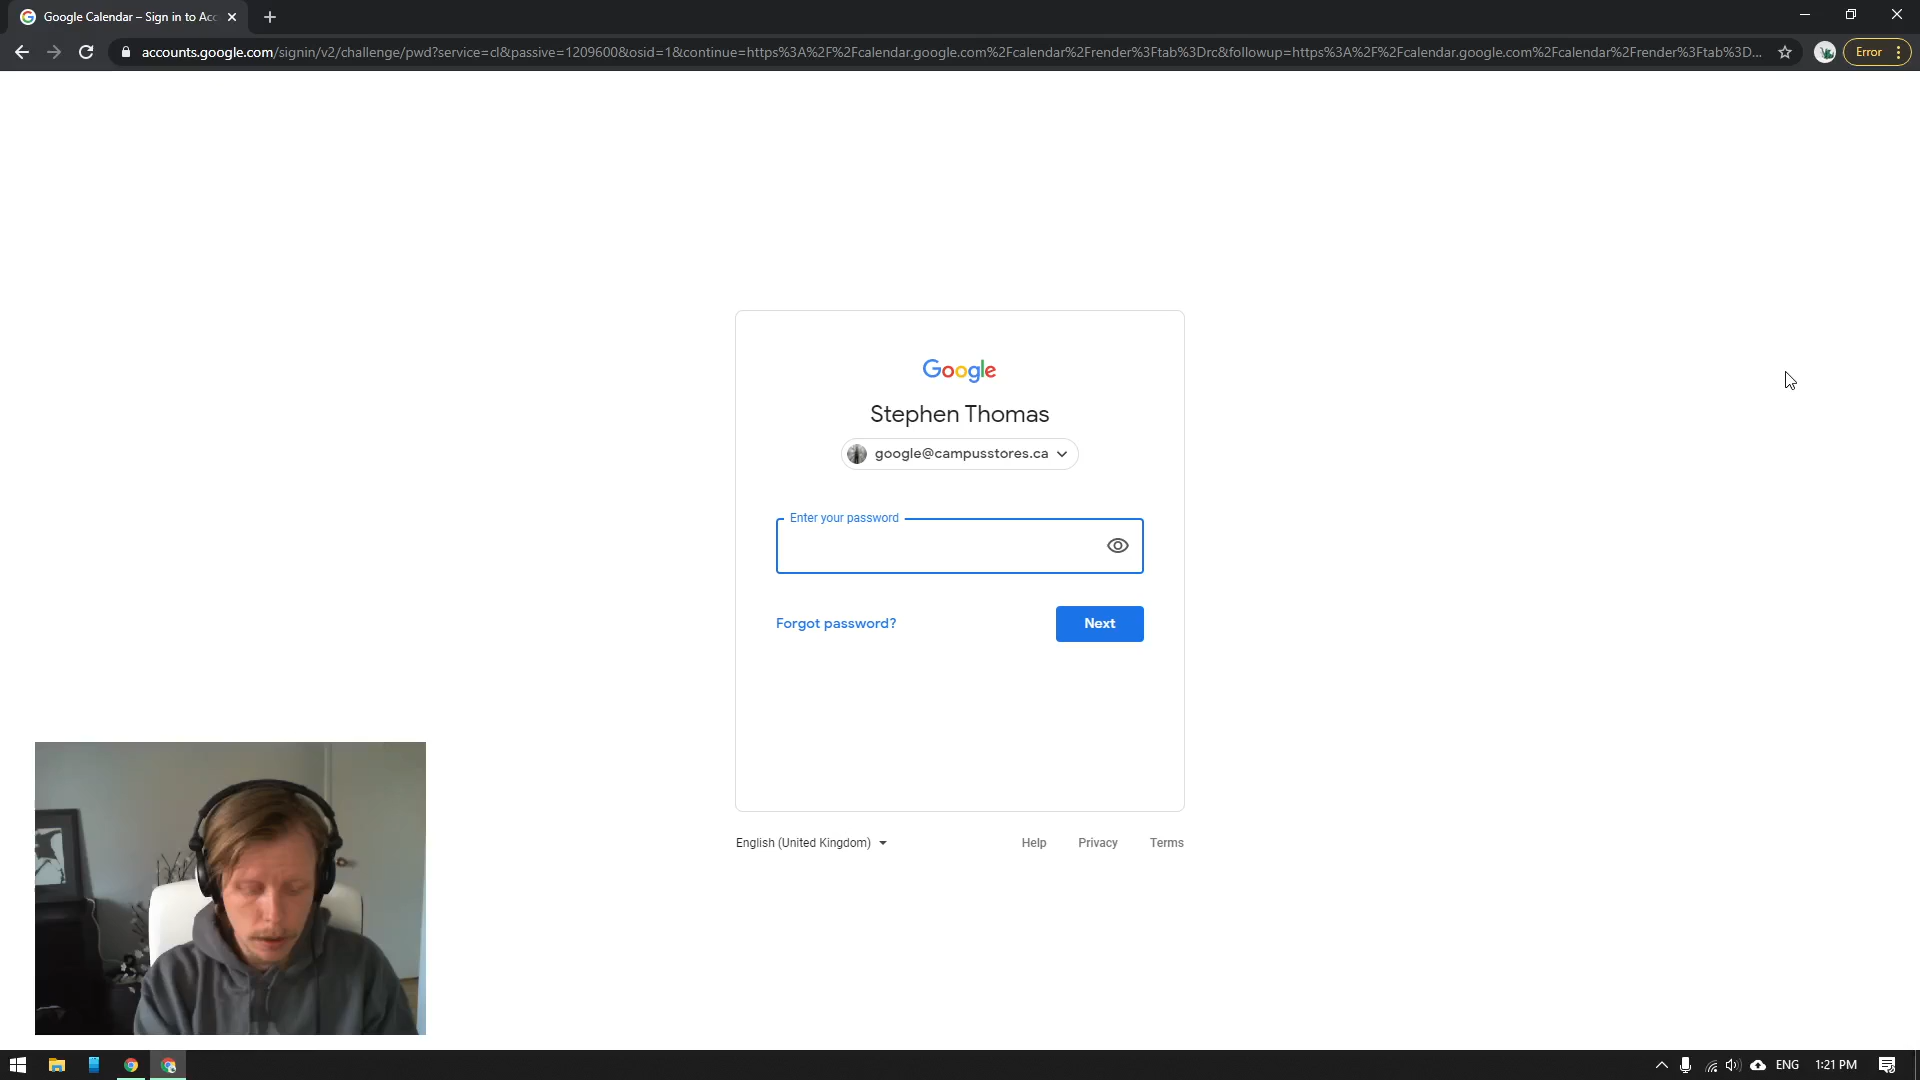 Google Calendar – Sign in to Acc
accounts.google.com/signin/v2/challenge/pwd?service=cl&passive=1209600&osid=1&continue=https%3A%2F%2Fcalendar.google.com%2Fcalendar%2Frender%3Ftab%3Drc&followup=https%3A%2F%2Fcalendar.google.com%2Fcalendar%2Frender%3Ftab%3D...
Error
Google
Stephen Thomas
google@campusstores.ca
Enter your password
Forgot password?
Next
English (United Kingdom)
Help
Privacy
Terms
ENG
1:21 PM